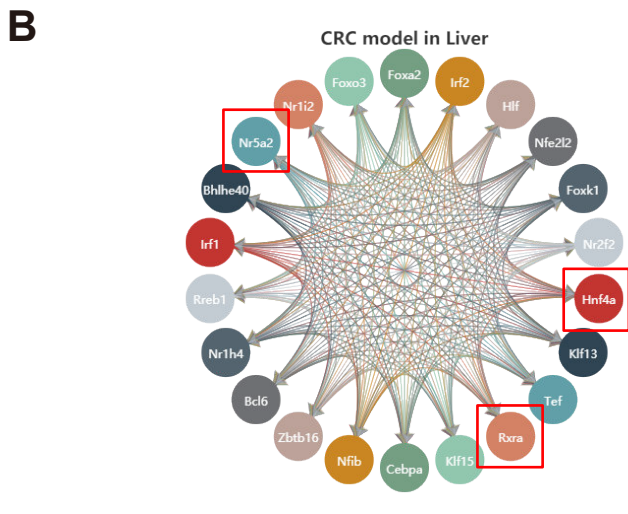 B
CRC model in Liver
Foxa2
Irf2
Hlf
Nfe2l2
Foxk1
Nr2f2
Hnf4a
Klf13
Tef
Rxra
Klf15
Cebpa
Nfib
Zbtb16
Bcl6
Nr1h4
Rreb1
Irf1
Bhlhe40
Nr5a2
Nr1i2
Foxo3